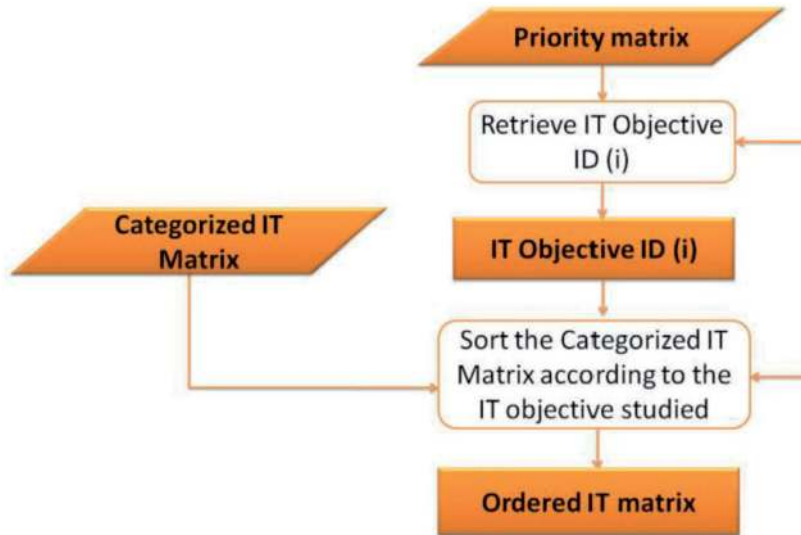 Priority matrix
Retrieve IT Objective
ID (i)
Categorized IT
Matrix
IT Objective ID (i)
Sort the Categorized IT
Matrix according to the
IT objective studied
Ordered IT matrix